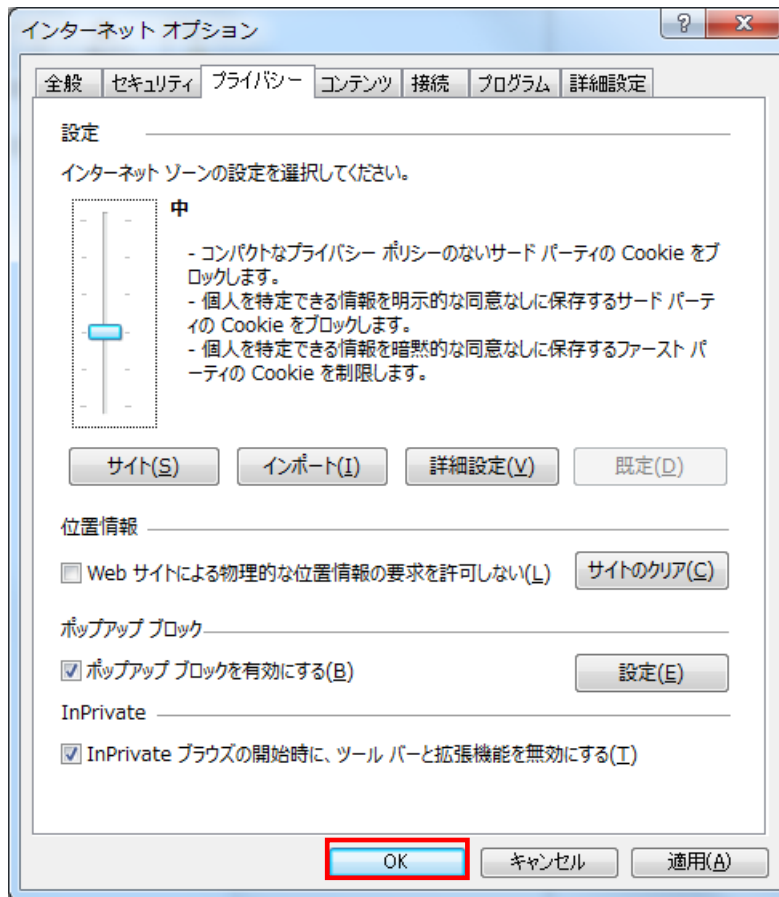 インターネット オプション
全般 セキュリティ プライバシー コンテンツ 接続 プログラム 詳細設定
設定
インターネット ゾーンの設定を選択してください。
中
- コンパクトなプライバシー ポリシーのないサード パーティの Cookie をブ
ロックします。
- 個人を特定できる情報を明示的な同意なしに保存するサード パーテ
ィの Cookie をブロックします。
- 個人を特定できる情報を暗黙的な同意なしに保存するファースト パ
ーティの Cookie を制限します。
サイト(S) インポート(I) 詳細設定(V) 既定(D)
位置情報
Web サイトによる物理的な位置情報の要求を許可しない(L) サイトのクリア(C)
ポップアップ ブロック
ポップアップ ブロックを有効にする(B) 設定(E)
InPrivate
InPrivate ブラウズの開始時に、ツール バーと拡張機能を無効にする(T)
OK キャンセル 適用(A)